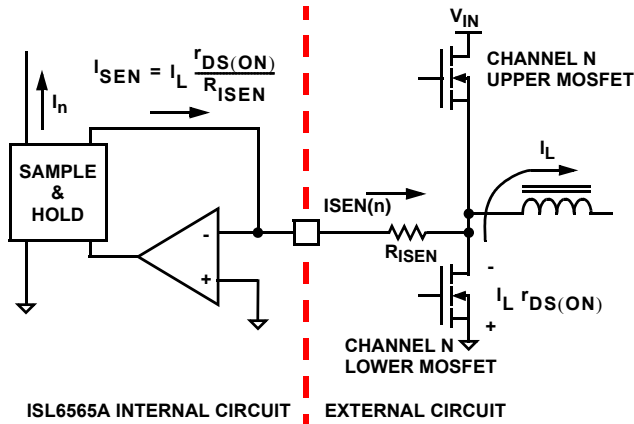 V_IN
CHANNEL N
UPPER MOSFET
I_SEN = I_L r_DS(ON) / R_ISEN
I_n
SAMPLE
&
HOLD
I_L
ISEN(n)
-
+
R_ISEN
-
I_L r_DS(ON)
+
CHANNEL N
LOWER MOSFET
ISL6565A INTERNAL CIRCUIT
EXTERNAL CIRCUIT